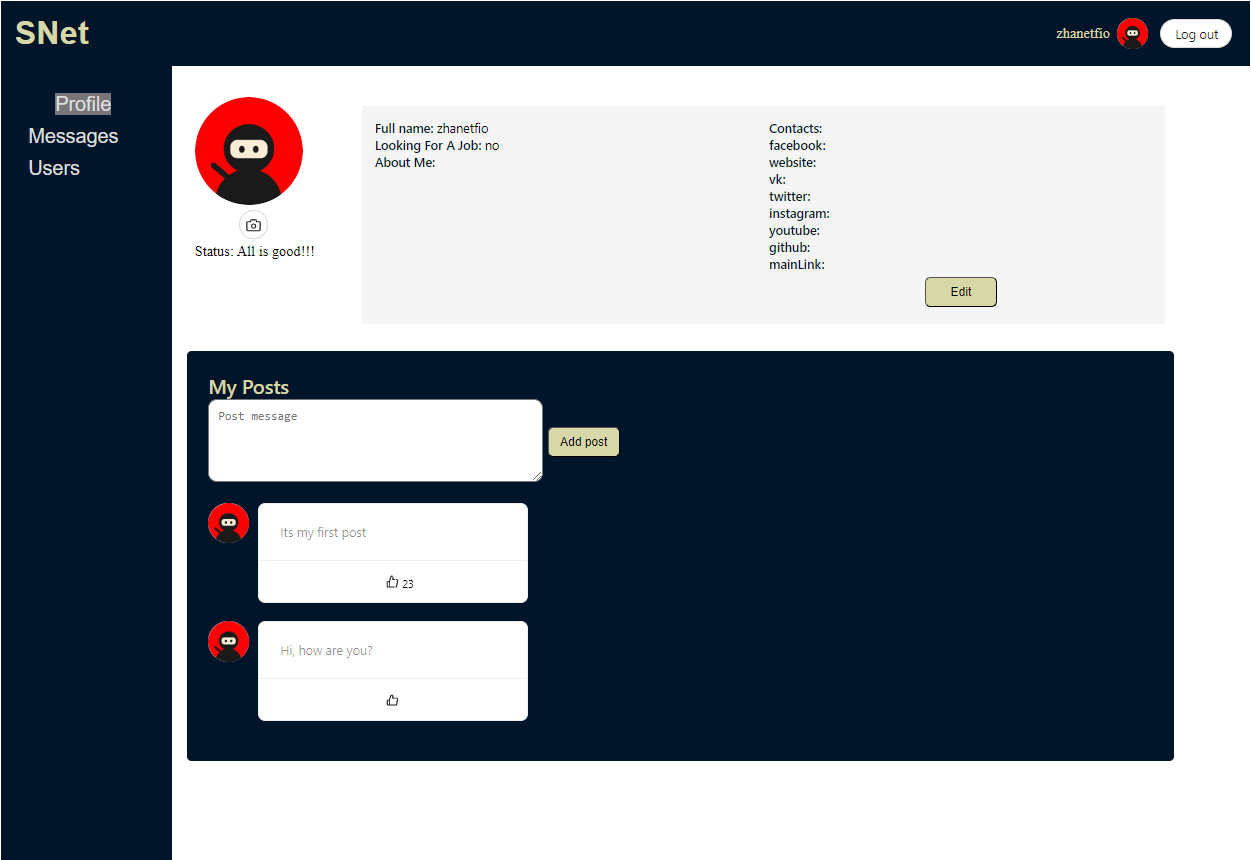 SNet
zhanetfio
Log out
Profile
Messages
Users
Status: All is good!!!
Full name: zhanetfio
Looking For A Job: no
About Me:
Contacts:
facebook:
website:
vk:
twitter:
instagram:
youtube:
github:
mainLink:
Edit
My Posts
Post message
Add post
Its my first post
23
Hi, how are you?